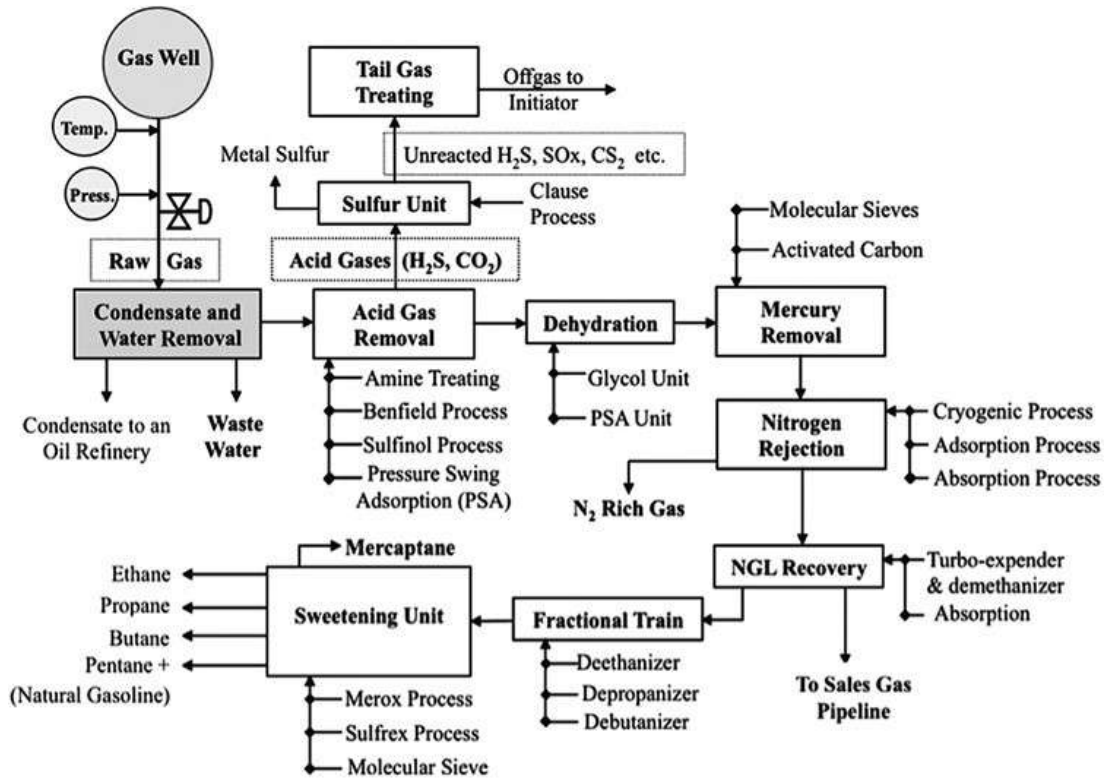 Gas Well
Temp.
Press.
Raw Gas
Condensate and
Water Removal
Condensate to an
Oil Refinery
Waste
Water
Tail Gas
Treating
Offgas to
Initiator
Unreacted H₂S, SOx, CS₂ etc.
Metal Sulfur
Sulfur Unit
Clause
Process
Acid Gases (H₂S, CO₂)
Acid Gas
Removal
Amine Treating
Benfield Process
Sulfinol Process
Pressure Swing
Adsorption (PSA)
Dehydration
Glycol Unit
PSA Unit
Molecular Sieves
Activated Carbon
Mercury
Removal
Nitrogen
Rejection
Cryogenic Process
Adsorption Process
Absorption Process
N₂ Rich Gas
NGL Recovery
Turbo-expender
& demethanizer
Absorption
To Sales Gas
Pipeline
Fractional Train
Deethanizer
Depropanizer
Debutanizer
Sweetening Unit
Mercaptane
Ethane
Propane
Butane
Pentane +
(Natural Gasoline)
Merox Process
Sulfrex Process
Molecular Sieve